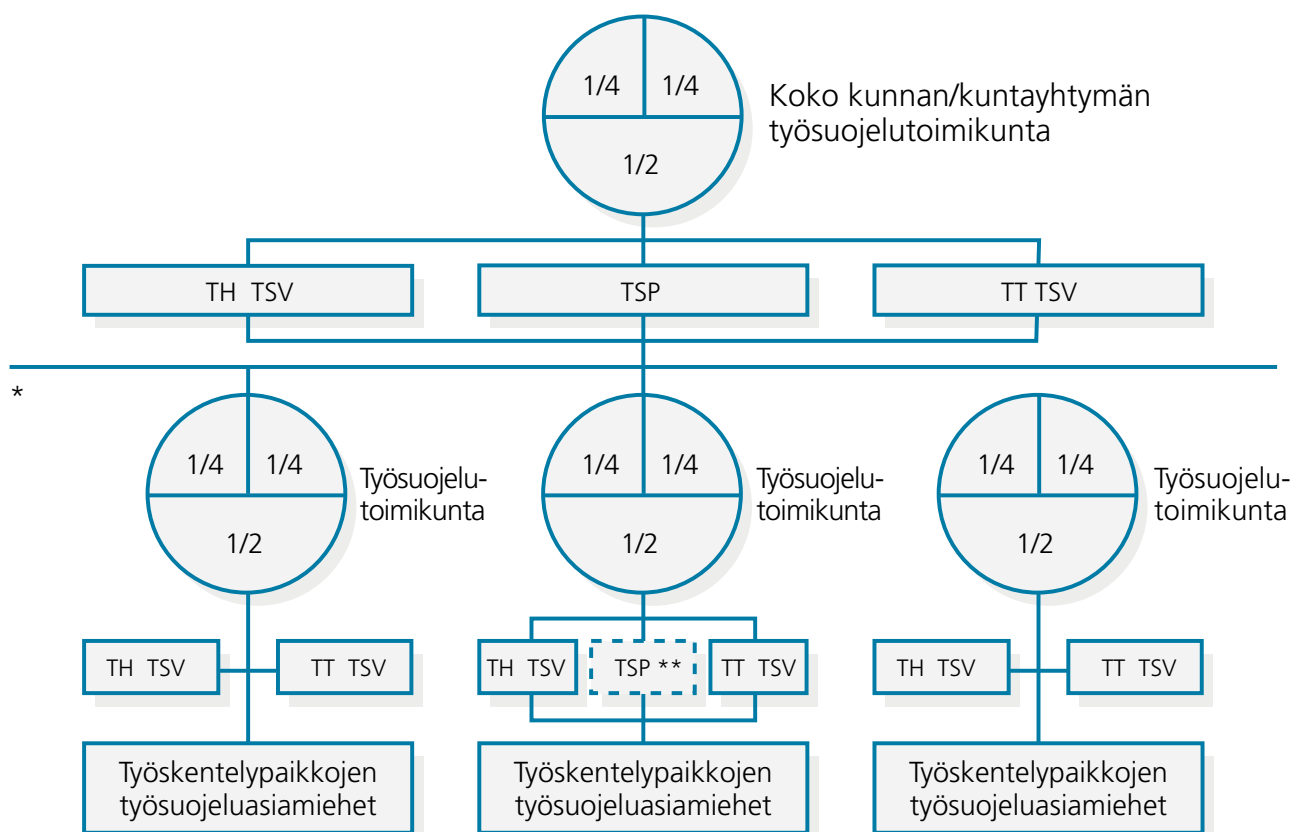 1/4 1/4
1/2
Koko kunnan/kuntayhtymän
työsuojelutoimikunta
TH TSV
TSP
TT TSV
*
1/4 1/4
1/2
Työsuojelu-
toimikunta
1/4 1/4
1/2
Työsuojelu-
toimikunta
1/4 1/4
1/2
Työsuojelu-
toimikunta
TH TSV
TT TSV
TH TSV
TSP **
TT TSV
TH TSV
TT TSV
Työskentelypaikkojen
työsuojeluasiamiehet
Työskentelypaikkojen
työsuojeluasiamiehet
Työskentelypaikkojen
työsuojeluasiamiehet